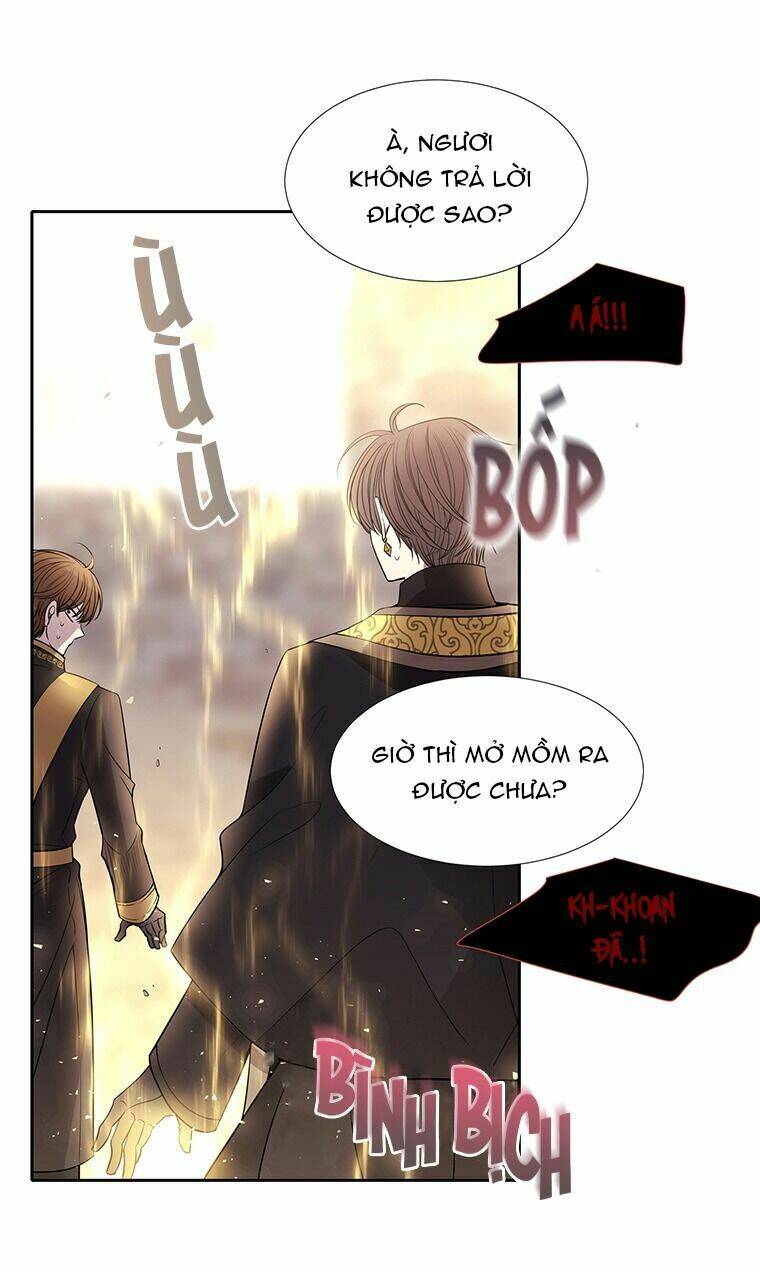 À, NGƯƠI
KHÔNG TRẢ LỜI
ĐƯỢC SAO?
Ù
Ù
Ù
A Á!!!
BỐP
GIỜ THÌ MỞ MỒM RA
ĐƯỢC CHƯA?
KH-KHOAN
ĐÃ..!
BÌNH BỊCH